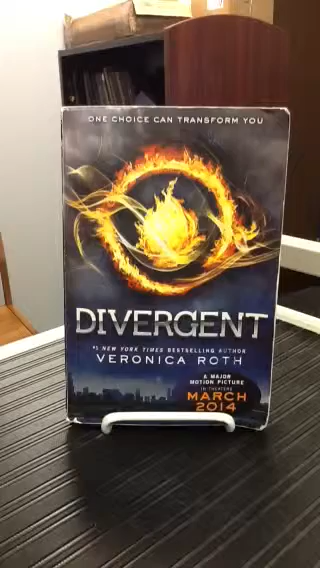 ONE CHOICE CAN TRANSFORM YOU
DIVERGENT
#1 NEW YORK TIMES BESTSELLING AUTHOR
VERONICA ROTH
A MAJOR
MOTION PICTURE
IN THEATERS
MARCH
2014